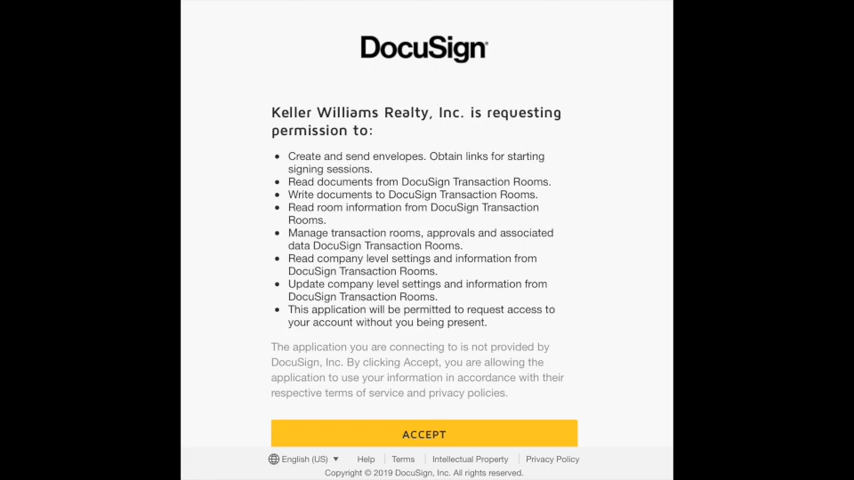 DocuSign
Keller Williams Realty, Inc. is requesting
permission to:
• Create and send envelopes. Obtain links for starting
signing sessions.
• Read documents from DocuSign Transaction Rooms.
• Write documents to DocuSign Transaction Rooms.
• Read room information from DocuSign Transaction
Rooms.
• Manage transaction rooms, approvals and associated
data DocuSign Transaction Rooms.
• Read company level settings and information from
DocuSign Transaction Rooms.
• Update company level settings and information from
DocuSign Transaction Rooms.
• This application will be permitted to request access to
your account without you being present.
The application you are connecting to is not provided by
DocuSign, Inc. By clicking Accept, you are allowing the
application to use your information in accordance with their
respective terms of service and privacy policies.
ACCEPT
English (US) ▼ Help | Terms | Intellectual Property | Privacy Policy
Copyright © 2019 DocuSign, Inc. All rights reserved.